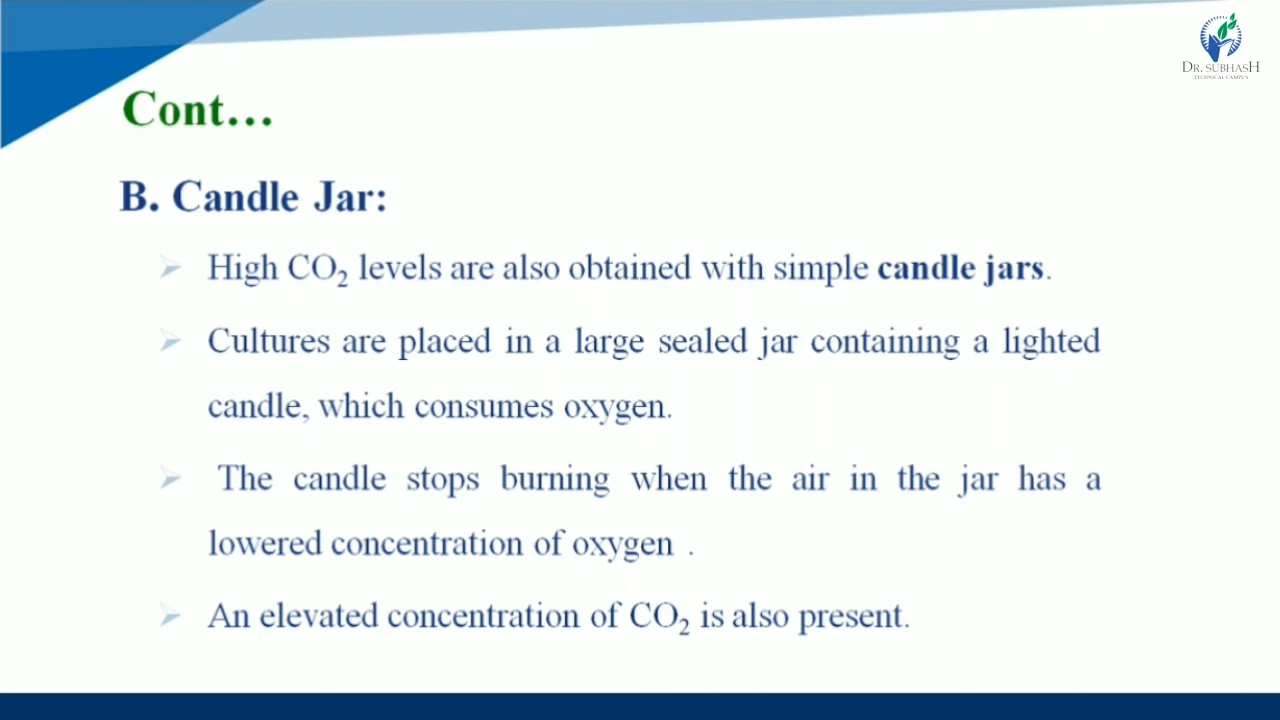 DR. SUBHASH
TECHNICAL CAMPUS
Cont...
B. Candle Jar:
High CO₂ levels are also obtained with simple candle jars.
Cultures are placed in a large sealed jar containing a lighted
candle, which consumes oxygen.
The candle stops burning when the air in the jar has a
lowered concentration of oxygen .
An elevated concentration of CO₂ is also present.